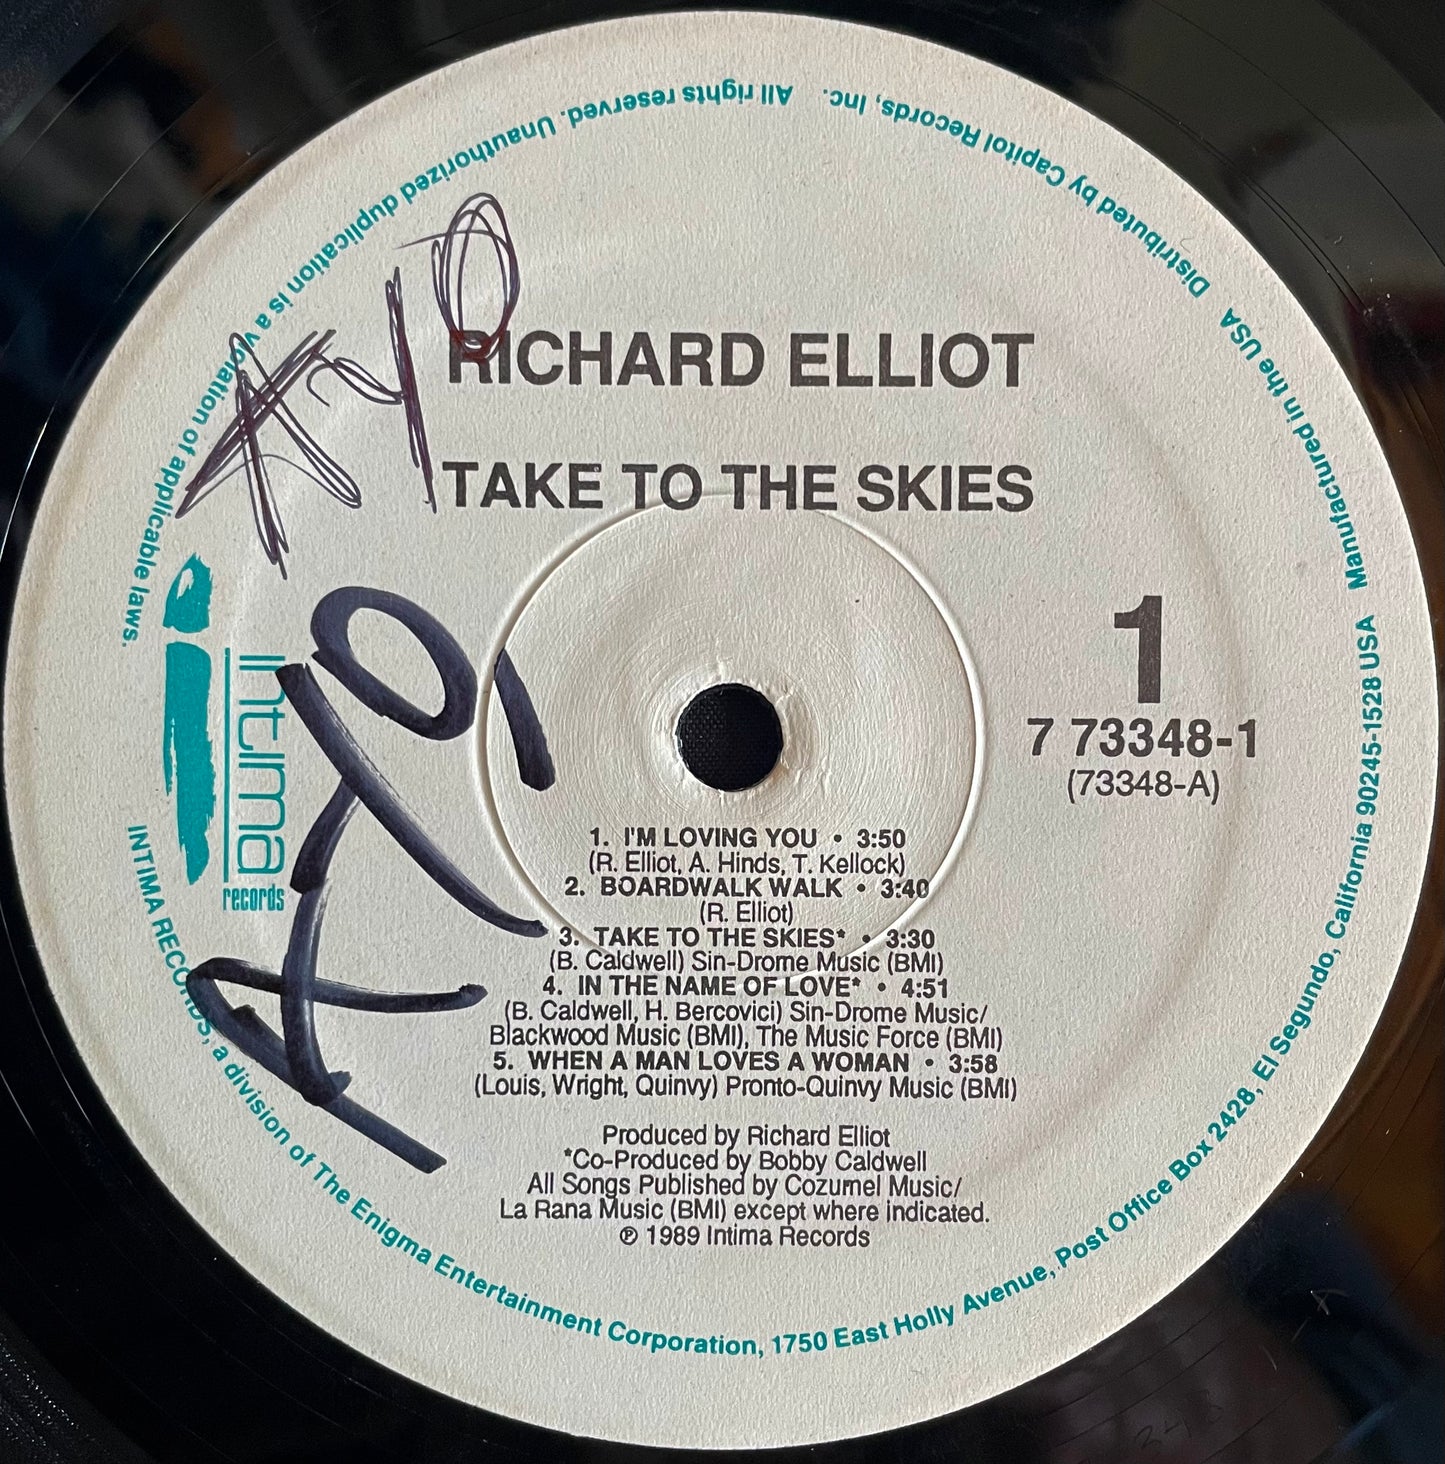 RICHARD ELLIOT
TAKE TO THE SKIES
1
7 73348-1
(73348-A)
Intima
records
1. I'M LOVING YOU • 3:50
(R. Elliot, A. Hinds, T. Kellock)
2. BOARDWALK WALK • 3:40
(R. Elliot)
3. TAKE TO THE SKIES* • 3:30
(B. Caldwell) Sin-Drome Music (BMI)
4. IN THE NAME OF LOVE* • 4:51
(B. Caldwell, H. Bercovici) Sin-Drome Music/
Blackwood Music (BMI), The Music Force (BMI)
5. WHEN A MAN LOVES A WOMAN • 3:58
(Louis, Wright, Quinvy) Pronto-Quinvy Music (BMI)
Produced by Richard Elliot
*Co-Produced by Bobby Caldwell
All Songs Published by Cozumel Music/
La Rana Music (BMI) except where indicated.
℗ 1989 Intima Records
INTIMA RECORDS, a division of The Enigma Entertainment Corporation, 1750 East Holly Avenue, Post Office Box 2428, El Segundo, California 90245-1528 USA Manufactured in the USA Distributed by Capitol Records, Inc. All rights reserved. Unauthorized duplication is a violation of applicable laws.